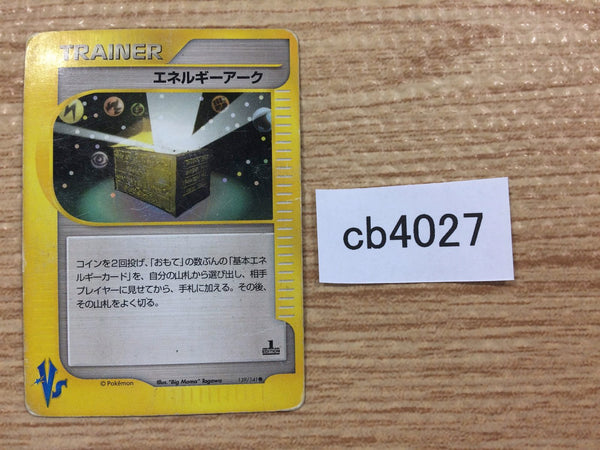 TRAINER
エネルギーアーク
コインを2回投げ、「おもて」の数ぶんの「基本エネ
ルギーカード」を、自分の山札から選び出し、相手
プレイヤーに見せてから、手札に加える。その後、
その山札をよく切る。
1
EDITION
VS
© Pokémon
Illus. "Big Mama" Tagawa
139/141
cb4027